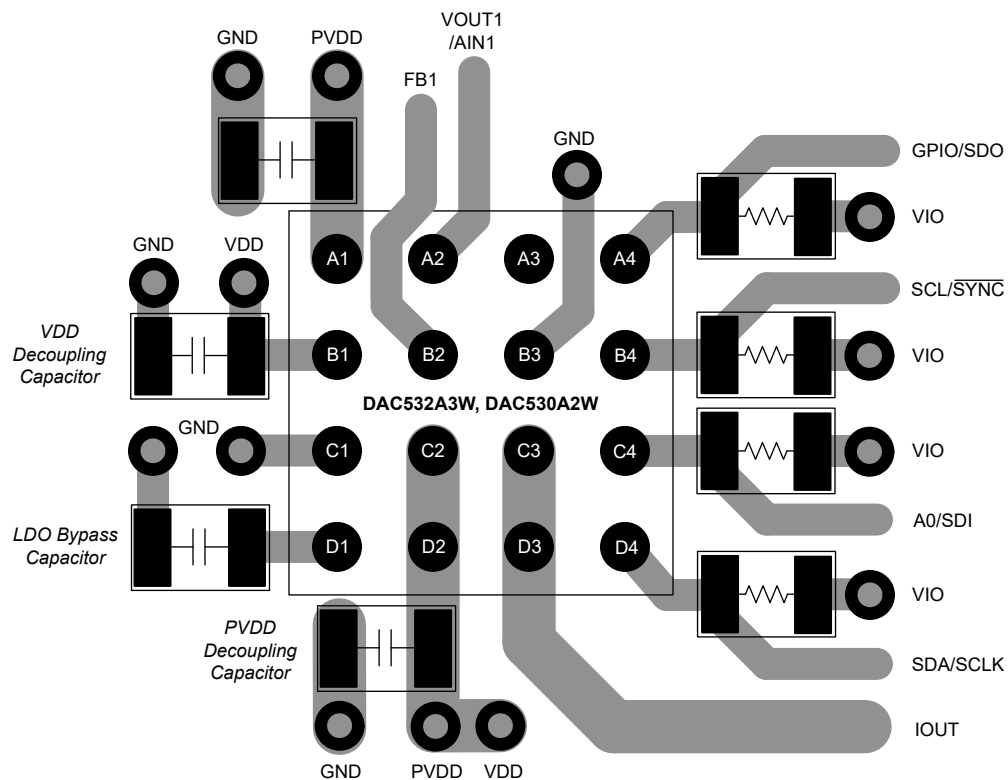 VOUT1
/AIN1
GND
PVDD
FB1
GND
GPIO/SDO
VIO
A1
A2
A3
A4
GND
VDD
SCL/SYNC
VDD
Decoupling
Capacitor
B1
B2
B3
B4
VIO
DAC532A3W, DAC530A2W
GND
C1
C2
C3
C4
VIO
LDO Bypass
Capacitor
A0/SDI
D1
D2
D3
D4
VIO
PVDD
Decoupling
Capacitor
SDA/SCLK
IOUT
GND
PVDD
VDD